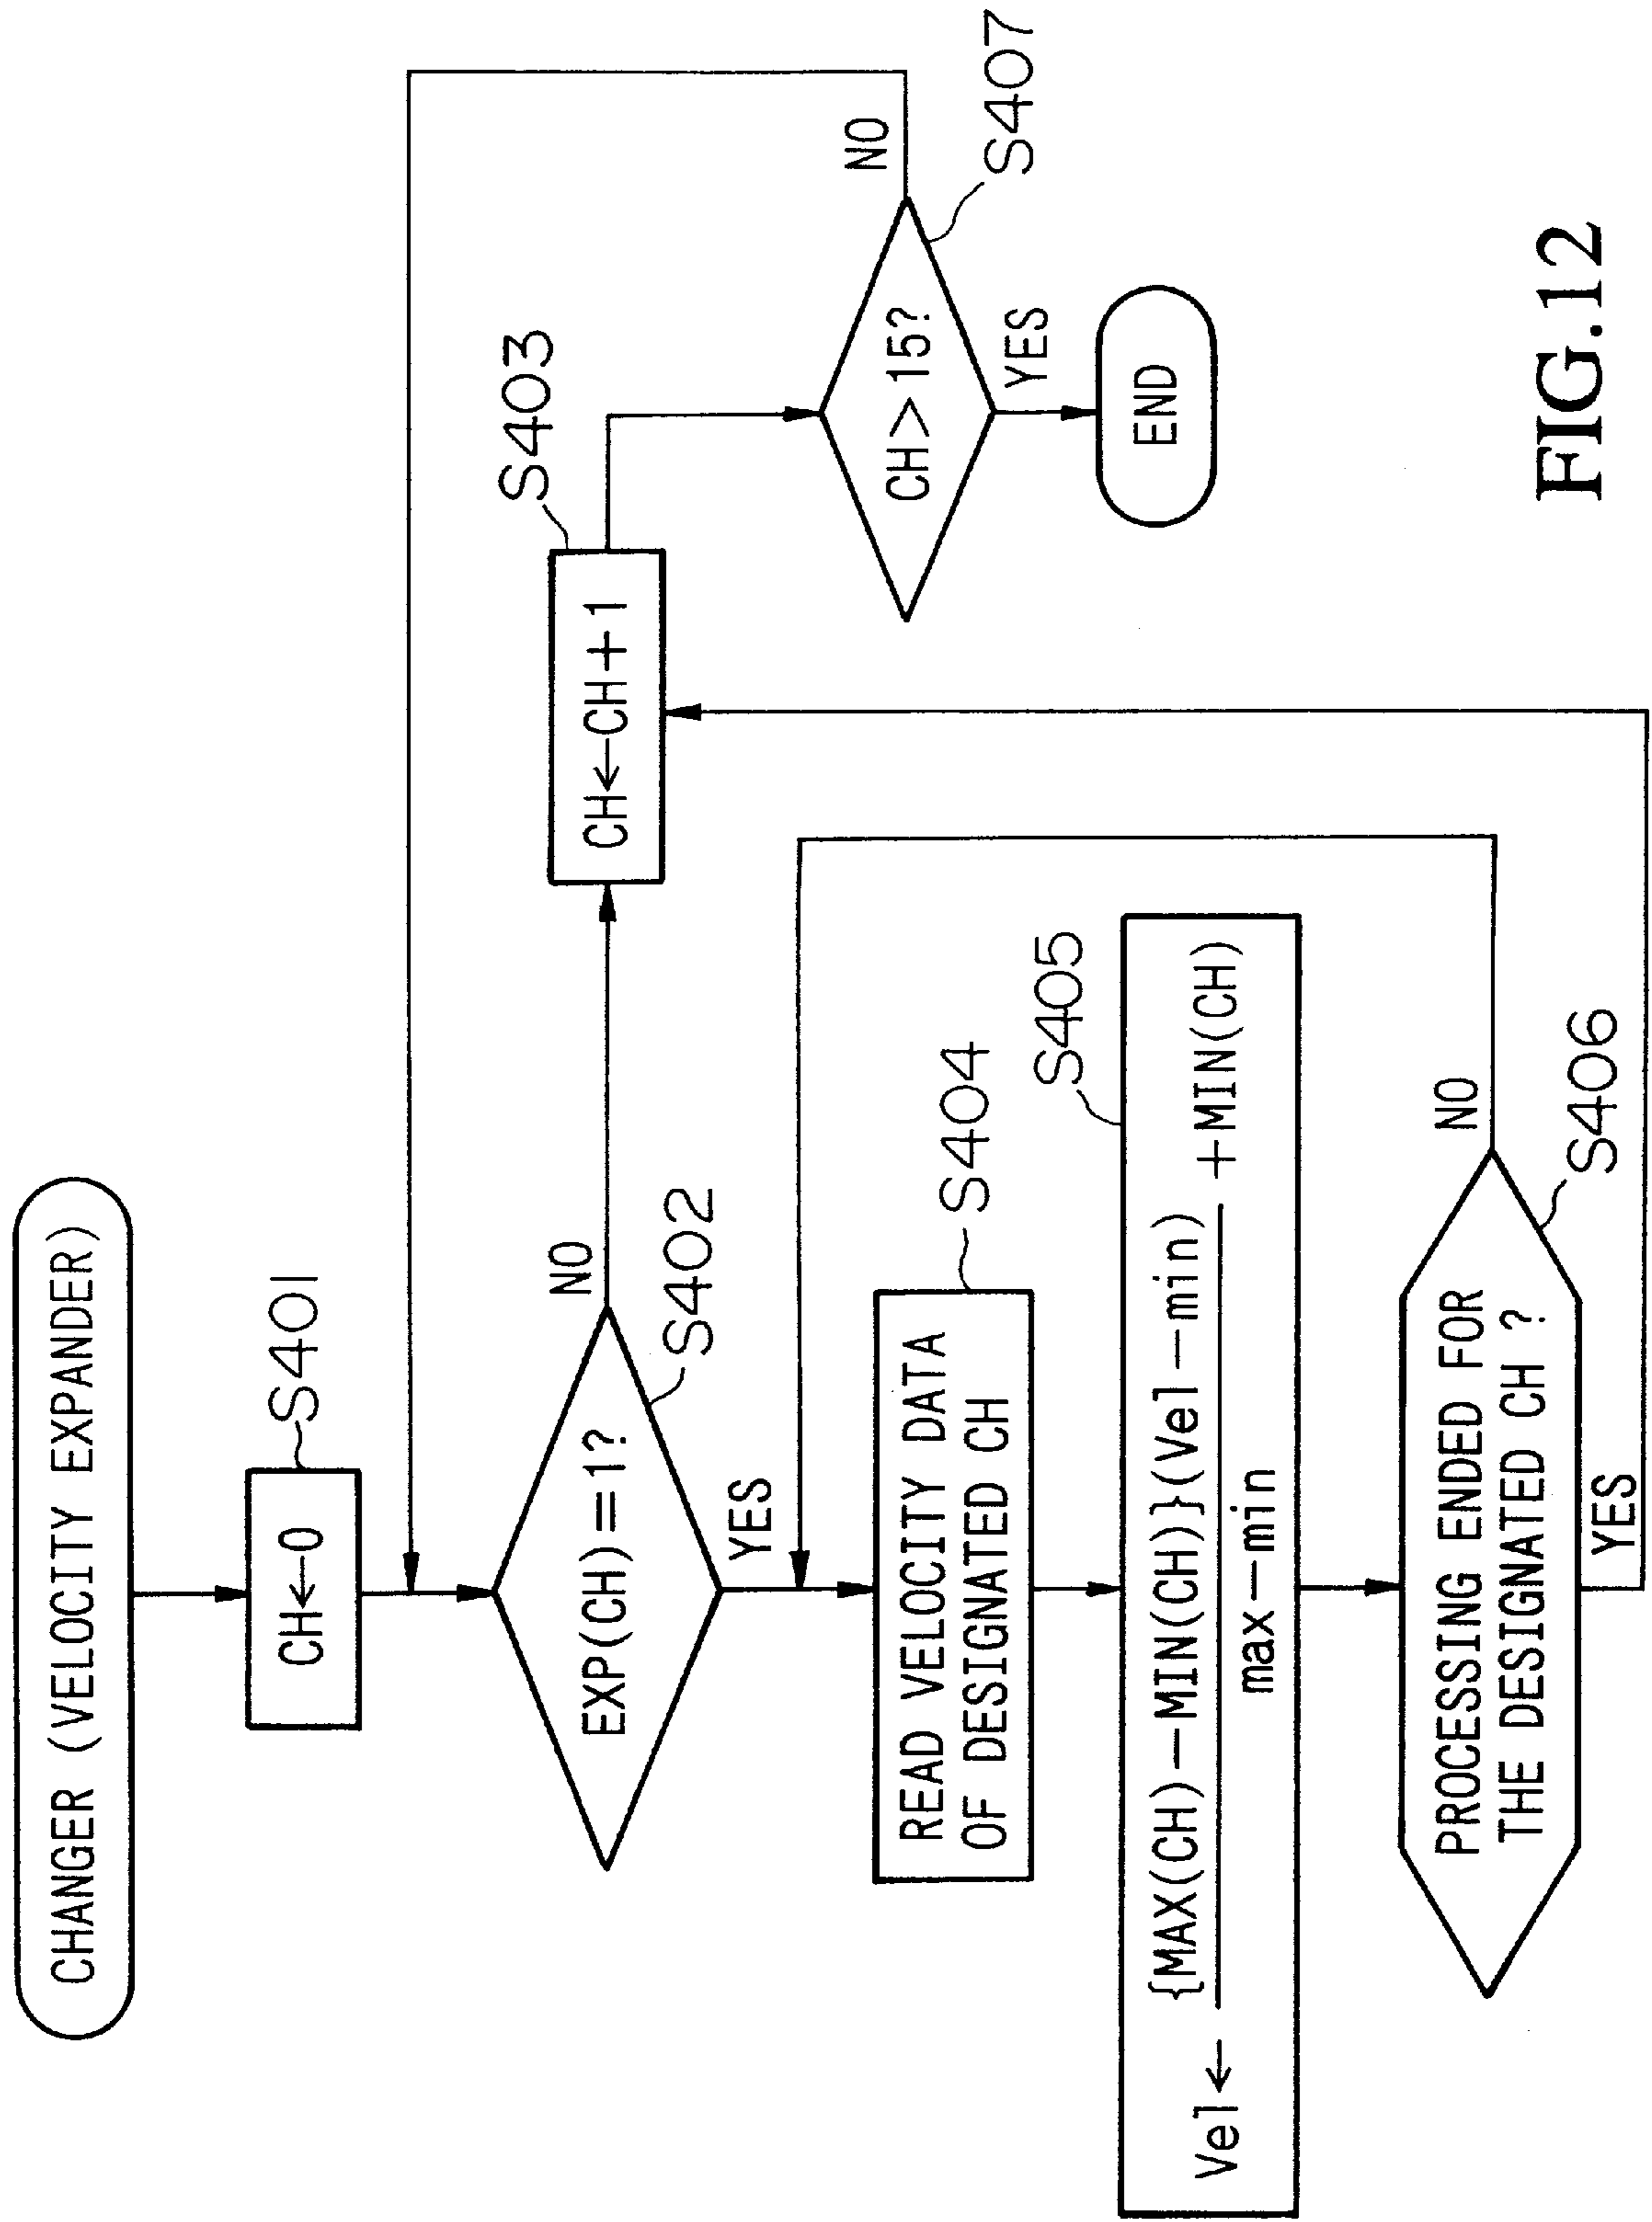 CHANGER (VELOCITY EXPANDER)
CH←0
S401
EXP(CH)=1?
NO
S402
YES
CH←CH+1
S403
READ VELOCITY DATA
OF DESIGNATED CH
S404
Vel← {MAX(CH)−MIN(CH)}(Vel−min) +MIN(CH)
max−min
S405
PROCESSING ENDED FOR
THE DESIGNATED CH ?
NO
S406
YES
CH>15?
NO
S407
YES
END
FIG.12